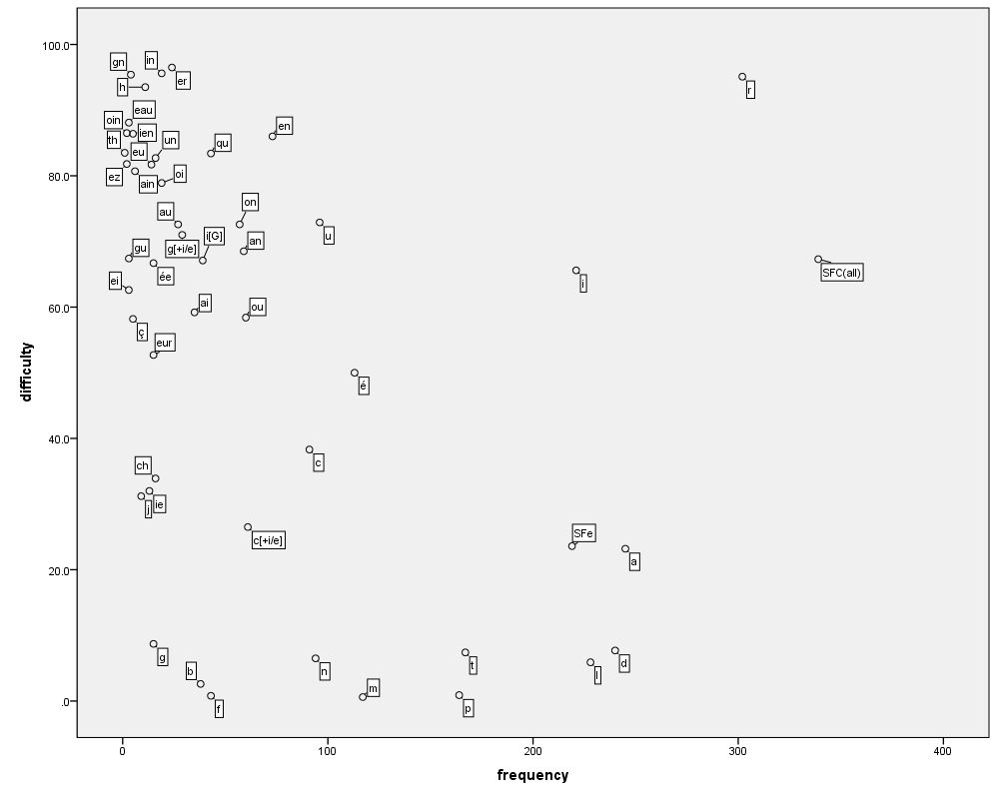 100.0
80.0
60.0
40.0
20.0
.0
difficulty
gn
in
er
h
r
eau
oin
th
ien
un
en
qu
eu
ez
ain
oi
au
on
u
g[+i/e]
i[G]
an
gu
ée
ei
i
SFC(all)
ai
ou
ç
eur
é
c
ch
j
ie
c[+i/e]
SFe
a
g
b
f
n
m
t
p
l
d
0
100
200
300
400
frequency